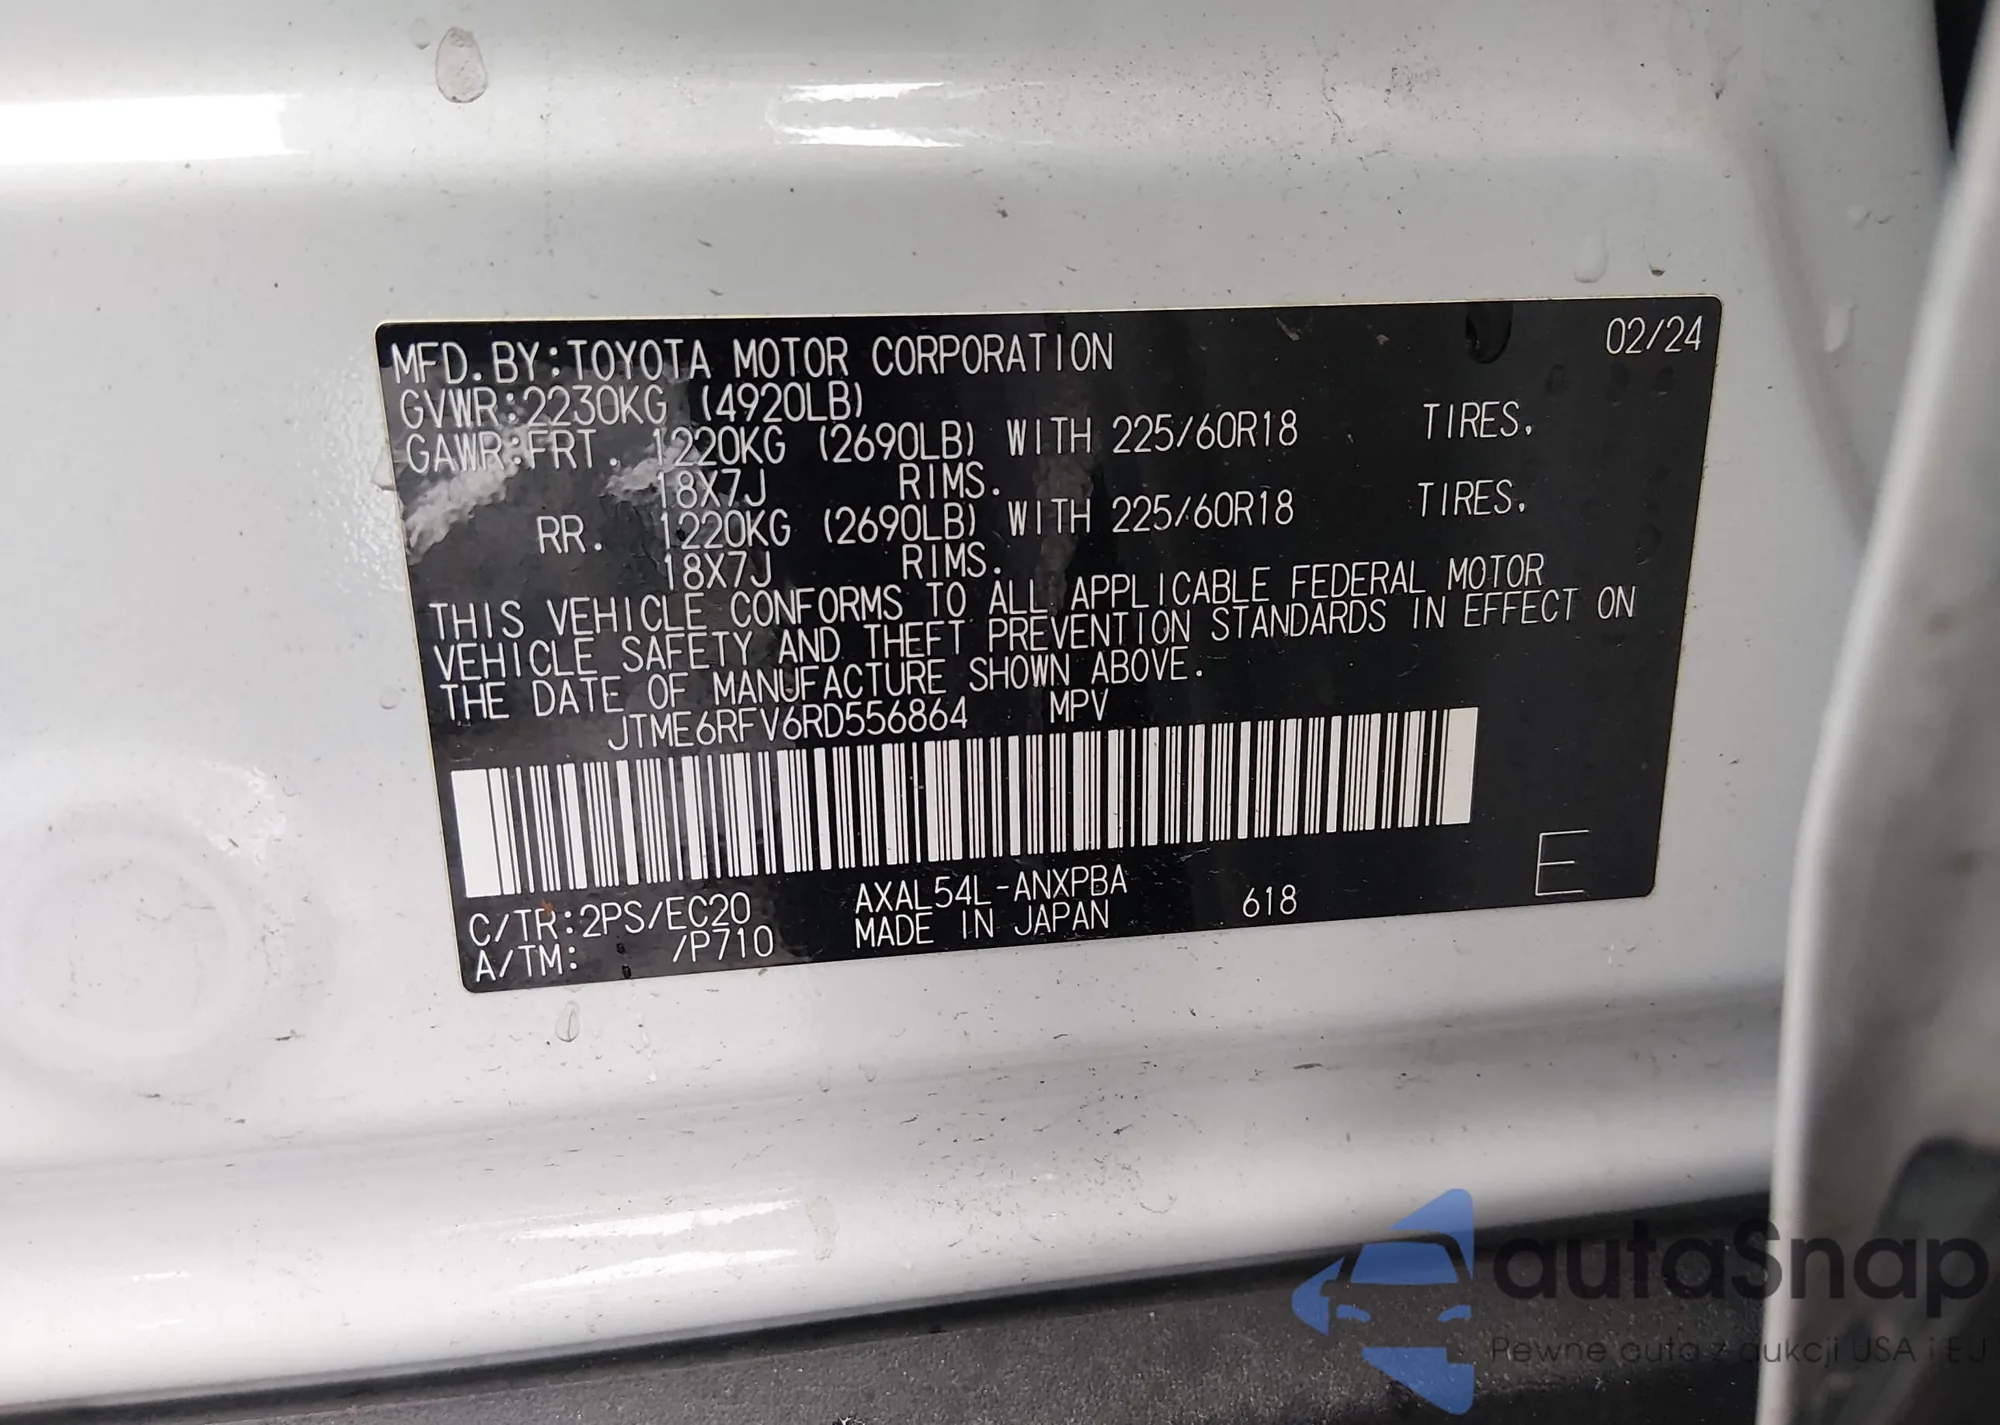 02/24
MFD. BY: TOYOTA MOTOR CORPORATION
GVWR: 2230KG (4920LB)
GAWR: FRT. 1220KG (2690LB) WITH 225/60R18 TIRES.
18X7J RIMS.
RR. 1220KG (2690LB) WITH 225/60R18 TIRES.
18X7J RIMS.
THIS VEHICLE CONFORMS TO ALL APPLICABLE FEDERAL MOTOR
VEHICLE SAFETY AND THEFT PREVENTION STANDARDS IN EFFECT ON
THE DATE OF MANUFACTURE SHOWN ABOVE.
JTME6RFV6RD556864 MPV
C/TR: 2PS/EC20 AXAL54L-ANXPBA 618 E
A/TM: /P710 MADE IN JAPAN
autaSnap
Pewne auta z aukcji USA i EU